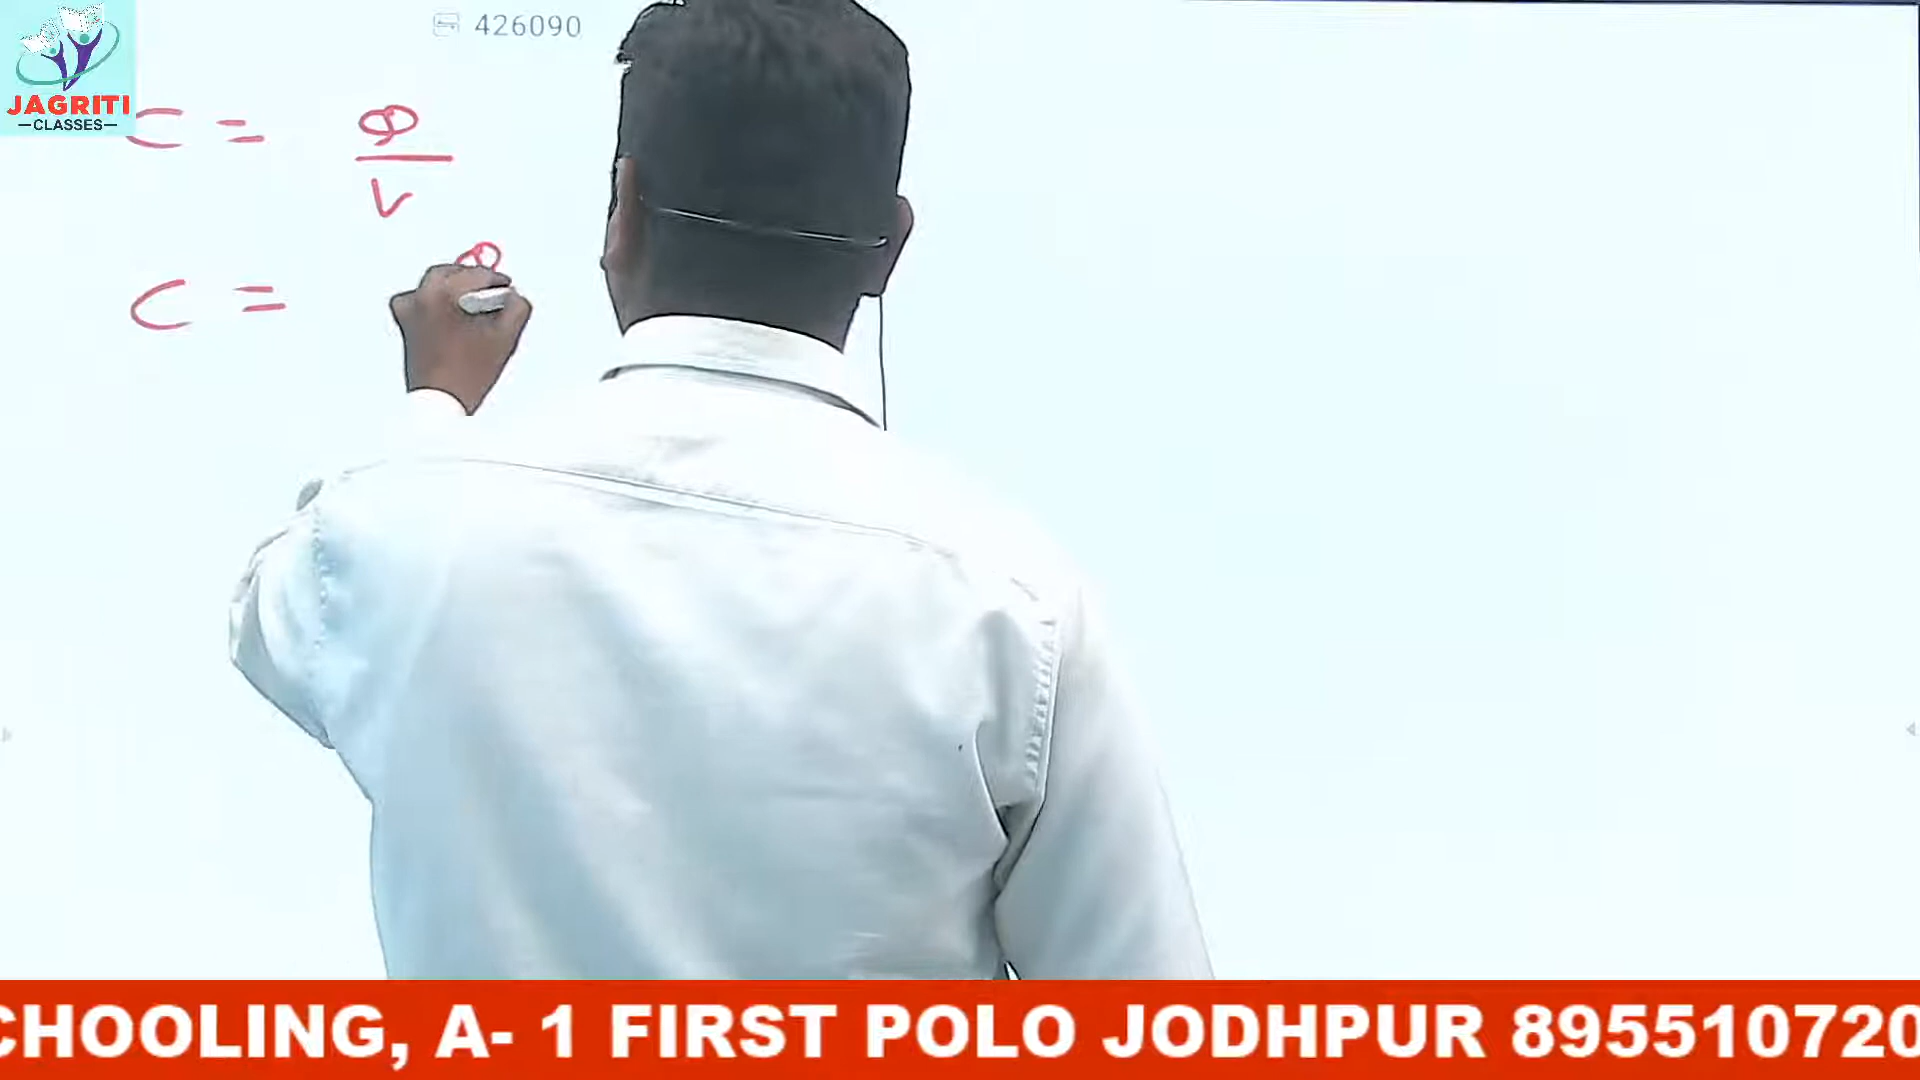 426090
JAGRITI
—CLASSES—
C = Q
V
C = Q
CHOOLING, A- 1 FIRST POLO JODHPUR 895510720